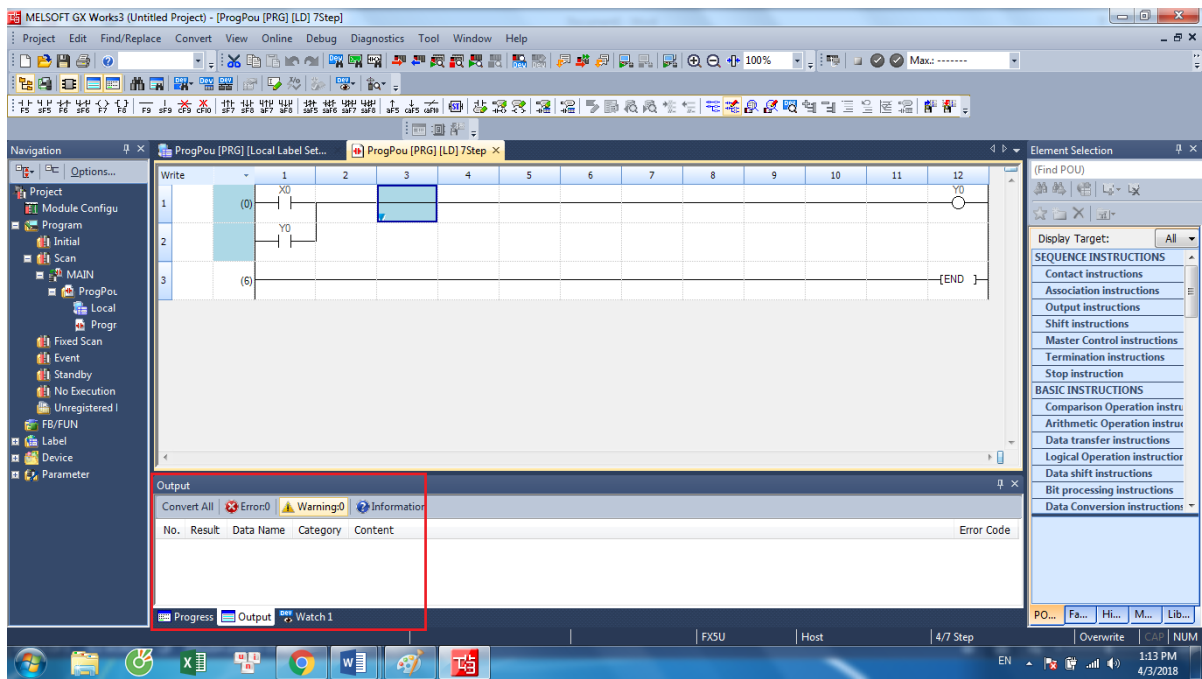 MELSOFT GX Works3 (Untitled Project) - [ProgPou [PRG] [LD] 7Step]
Project Edit Find/Replace Convert View Online Debug Diagnostics Tool Window Help
100%
Max.: -------
Navigation
ProgPou [PRG] [Local Label Set...
ProgPou [PRG] [LD] 7Step
Element Selection
Options...
Project
Module Configu
Program
Initial
Scan
MAIN
ProgPou
Local
Progr
Fixed Scan
Event
Standby
No Execution
Unregistered
FB/FUN
Label
Device
Parameter
Write 1 2 3 4 5 6 7 8 9 10 11 12
1 (0) X0 Y0
2 Y0
3 (6) [END ]
(Find POU)
Display Target: All
SEQUENCE INSTRUCTIONS
Contact instructions
Association instructions
Output instructions
Shift instructions
Master Control instructions
Termination instructions
Stop instruction
BASIC INSTRUCTIONS
Comparison Operation instru
Arithmetic Operation instruc
Data transfer instructions
Logical Operation instruction
Data shift instructions
Bit processing instructions
Data Conversion instructions
PO... Fa... Hi... M... Lib...
Output
Convert All Error:0 Warning:0 Information
No. Result Data Name Category Content Error Code
Progress Output Watch 1
FX5U Host 4/7 Step Overwrite CAP NUM
EN 1:13 PM
4/3/2018